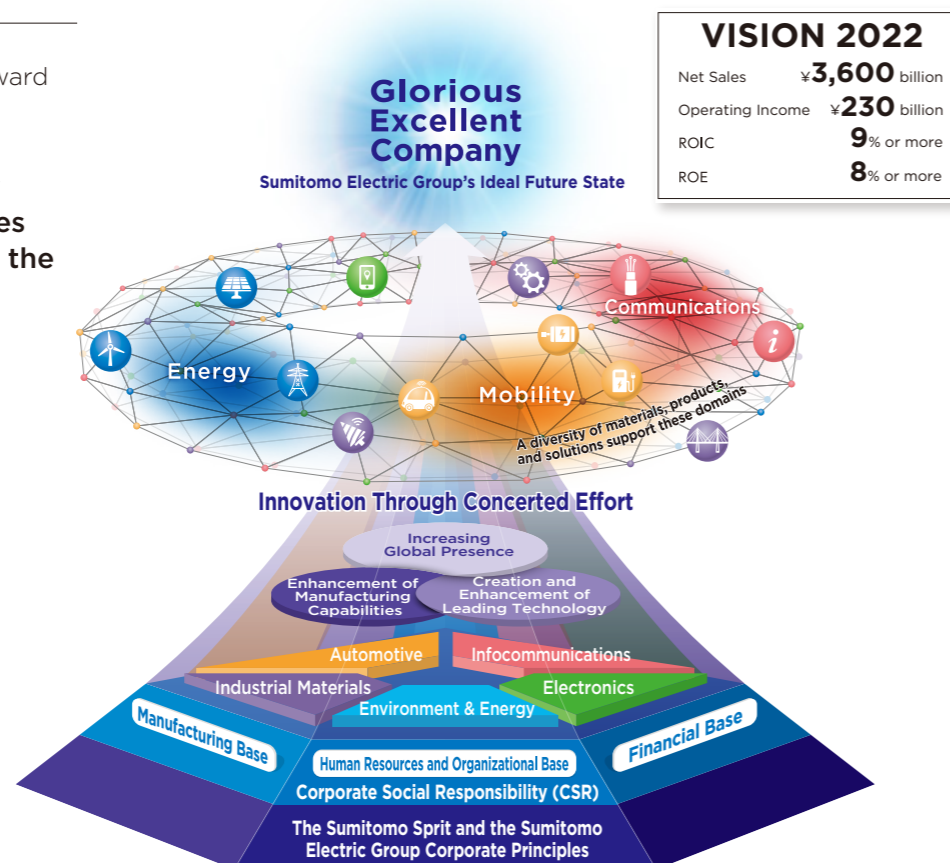 ward
es
the
VISION 2022
Net Sales ¥3,600 billion
Operating Income ¥230 billion
ROIC 9% or more
ROE 8% or more
Glorious
Excellent
Company
Sumitomo Electric Group's Ideal Future State
Communications
i
Energy
Mobility
A diversity of materials, products,
and solutions support these domains
Innovation Through Concerted Effort
Increasing
Global Presence
Enhancement of
Manufacturing
Capabilities
Creation and
Enhancement of
Leading Technology
Automotive
Infocommunications
Industrial Materials
Electronics
Environment & Energy
Manufacturing Base
Financial Base
Human Resources and Organizational Base
Corporate Social Responsibility (CSR)
The Sumitomo Sprit and the Sumitomo
Electric Group Corporate Principles